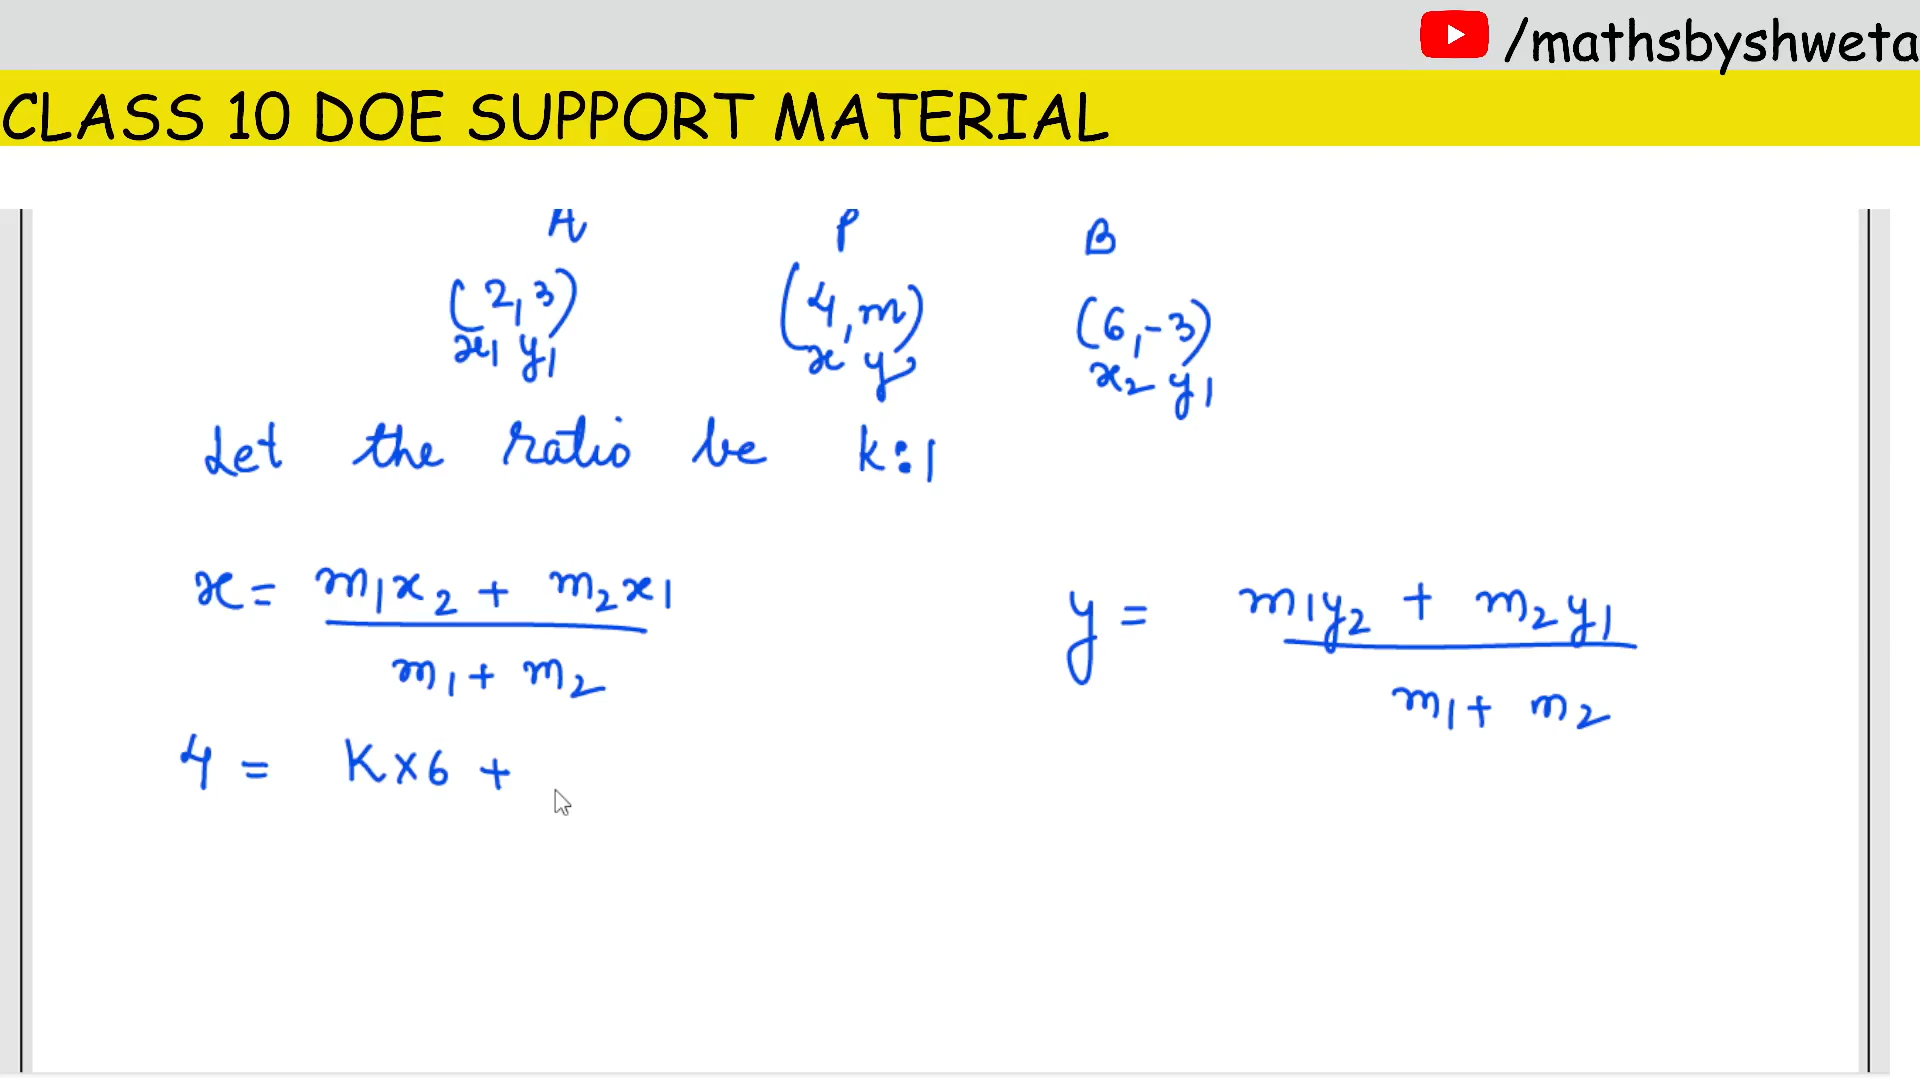 /mathsbyshweta
CLASS 10 DOE SUPPORT MATERIAL
A P B
(2,3) (4,m) (6,-3)
x1 y1 x y x2 y1
Let the ratio be k:1
x = m1x2 + m2x1 / m1 + m2
y = m1y2 + m2y1 / m1 + m2
4 = K×6 +